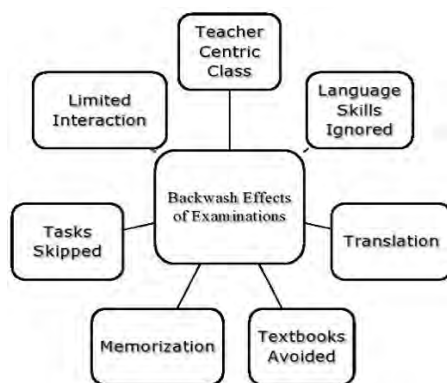 Teacher
Centric
Class
Limited
Interaction
Language
Skills
Ignored
Backwash Effects
of Examinations
Tasks
Skipped
Translation
Memorization
Textbooks
Avoided